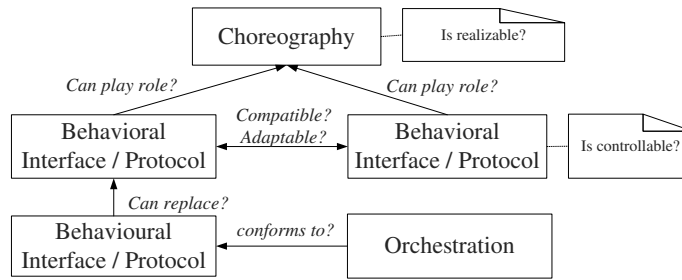 Choreography
Is realizable?
Can play role?
Can play role?
Behavioral
Interface / Protocol
Compatible?
Adaptable?
Behavioral
Interface / Protocol
Is controllable?
Can replace?
Behavioural
Interface / Protocol
conforms to?
Orchestration